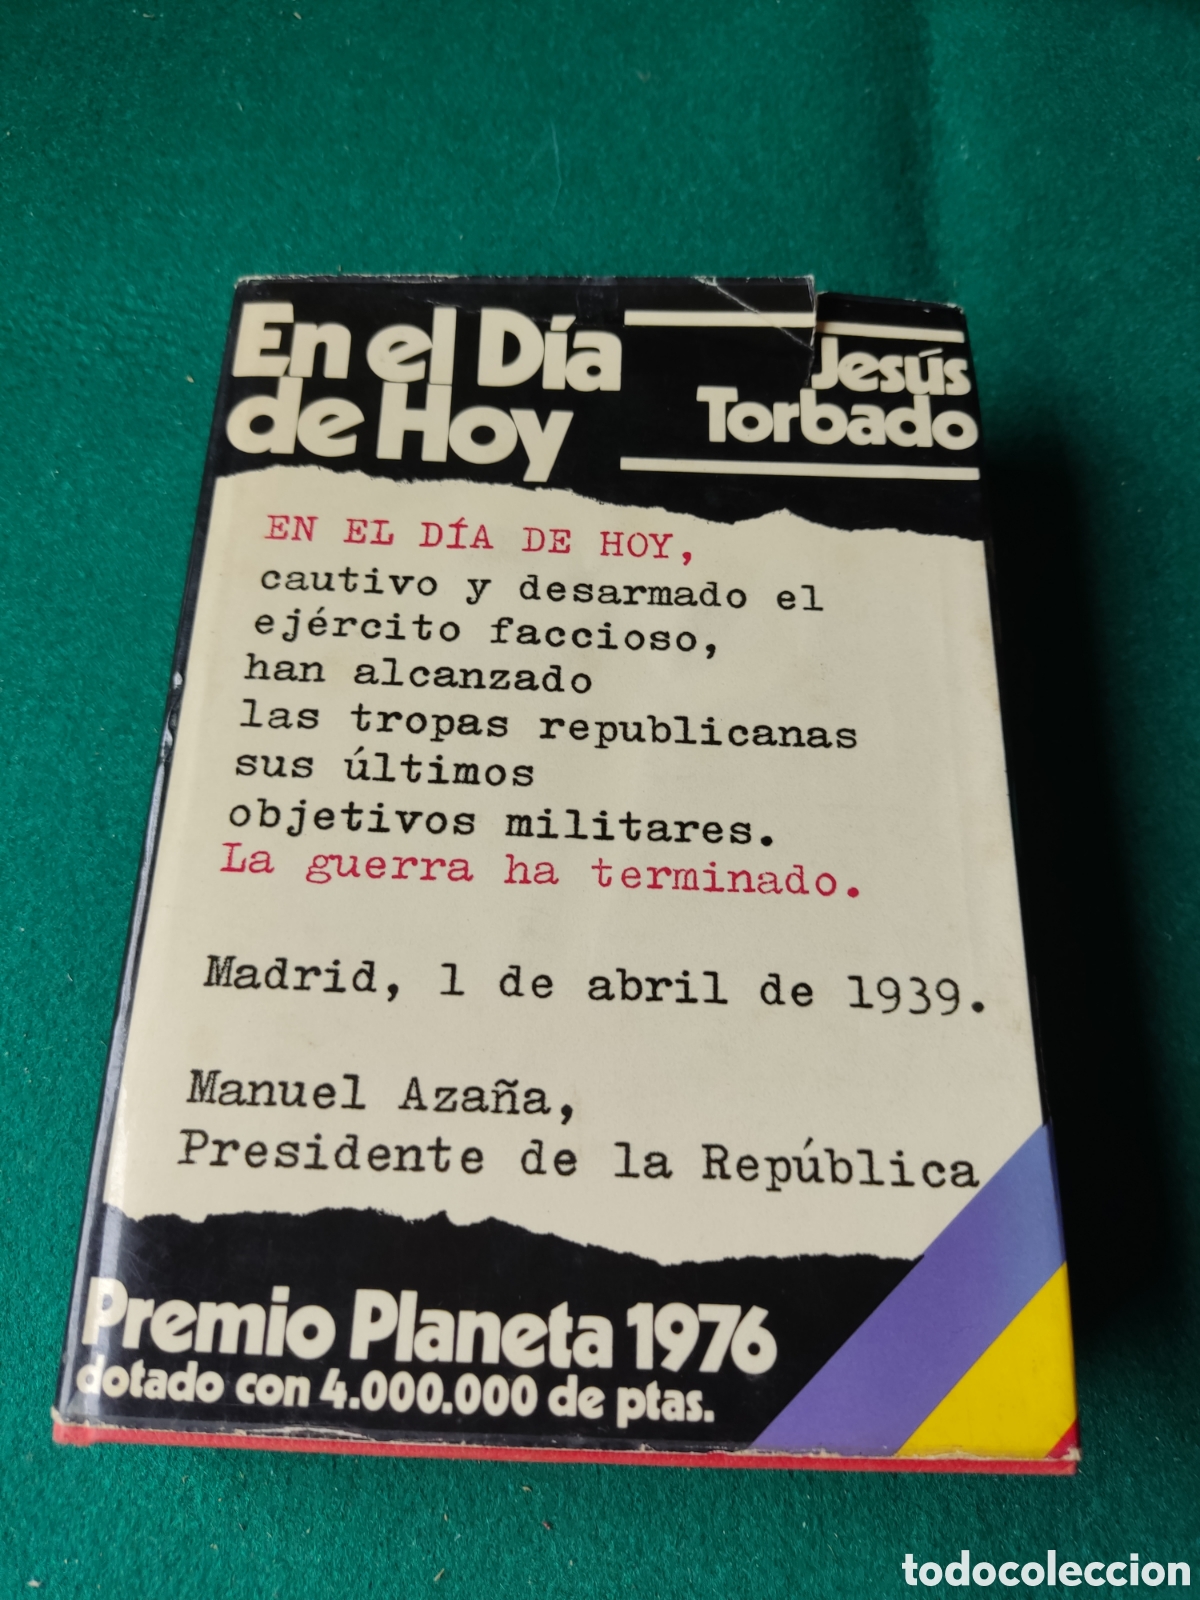 En el Día
de Hoy
Jesús
Torbado
EN EL DÍA DE HOY,
cautivo y desarmado el
ejército faccioso,
han alcanzado
las tropas republicanas
sus últimos
objetivos militares.
La guerra ha terminado.
Madrid, 1 de abril de 1939.
Manuel Azaña,
Presidente de la República
Premio Planeta 1976
dotado con 4.000.000 de ptas.
todocoleccion